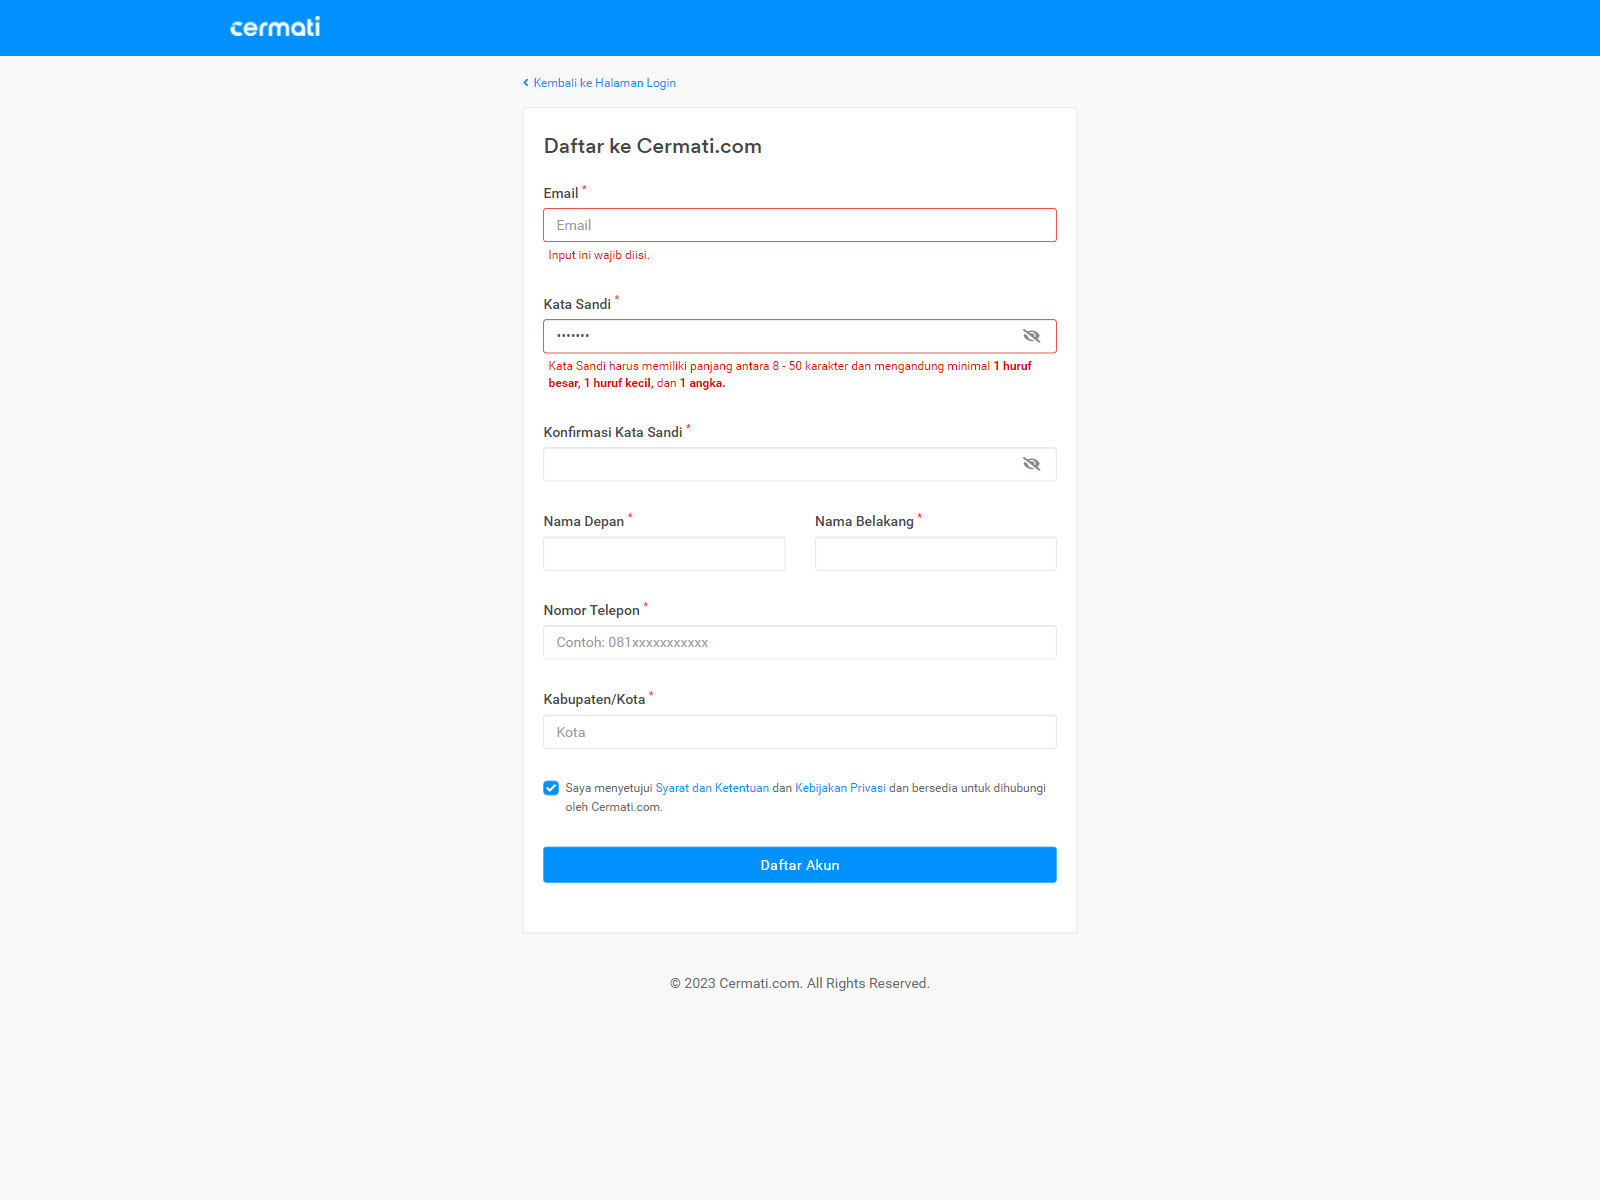 cermati
Kembali ke Halaman Login
Daftar ke Cermati.com
Email *
Email
Input ini wajib diisi.
Kata Sandi *
•••••••
Kata Sandi harus memiliki panjang antara 8 - 50 karakter dan mengandung minimal 1 huruf
besar, 1 huruf kecil, dan 1 angka.
Konfirmasi Kata Sandi *
Nama Depan *
Nama Belakang *
Nomor Telepon *
Contoh: 081xxxxxxxxxxx
Kabupaten/Kota *
Kota
Saya menyetujui Syarat dan Ketentuan dan Kebijakan Privasi dan bersedia untuk dihubungi
oleh Cermati.com.
Daftar Akun
© 2023 Cermati.com. All Rights Reserved.